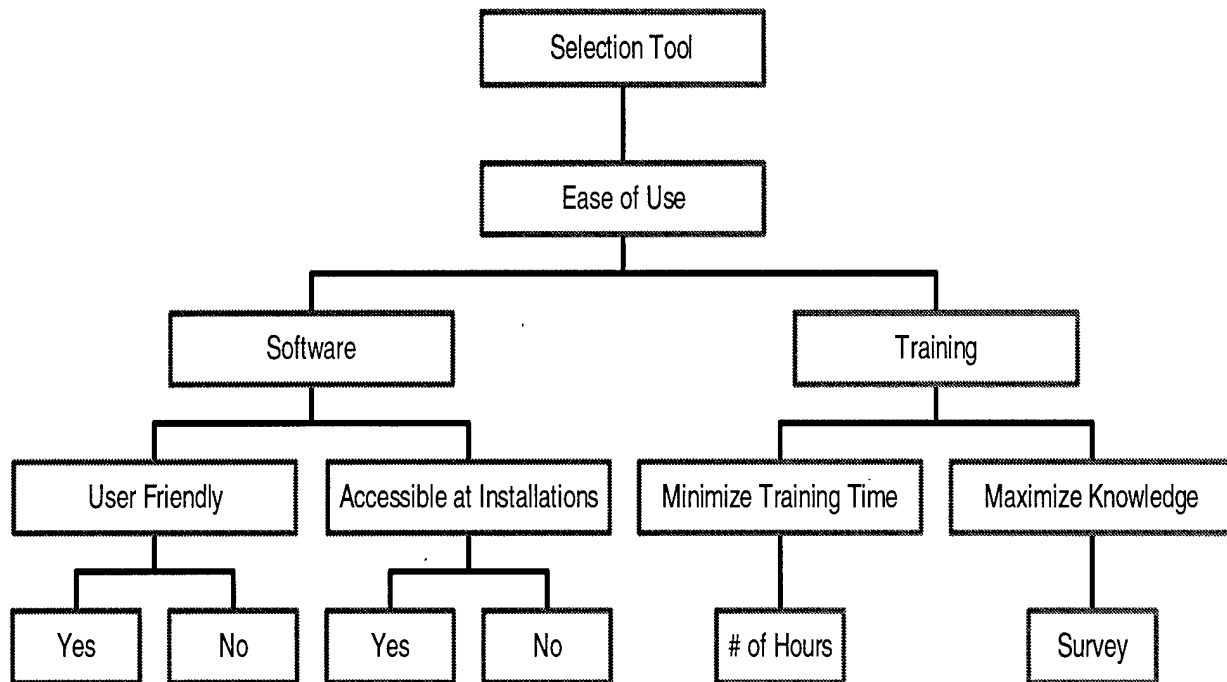 Selection Tool
Ease of Use
Software
Training
User Friendly
Accessible at Installations
Minimize Training Time
Maximize Knowledge
Yes
No
Yes
No
# of Hours
Survey